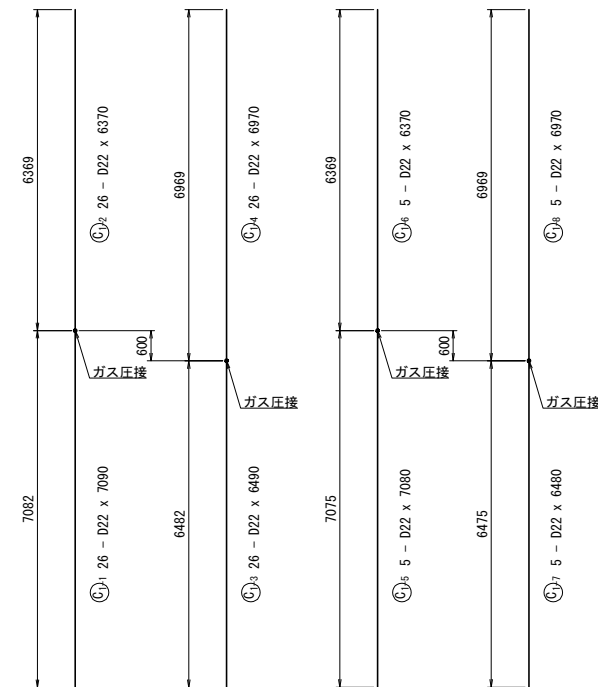 6369
C1-2 26 - D22 x 6370
6969
C1-4 26 - D22 x 6970
6369
C1-6 5 - D22 x 6370
6969
C1-8 5 - D22 x 6970
600
600
ガス圧接
ガス圧接
ガス圧接
ガス圧接
7082
C1-1 26 - D22 x 7090
6482
C1-3 26 - D22 x 6490
7075
C1-5 5 - D22 x 7080
6475
C1-7 5 - D22 x 6480